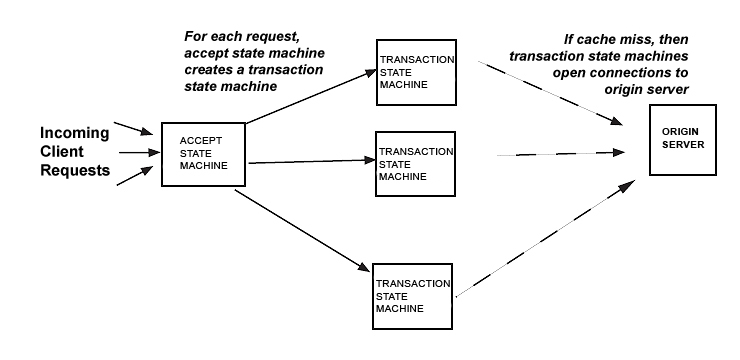 For each request,
accept state machine
creates a transaction
state machine
If cache miss, then
transaction state machines
open connections to
origin server
Incoming
Client
Requests
ACCEPT
STATE
MACHINE
TRANSACTION
STATE
MACHINE
TRANSACTION
STATE
MACHINE
TRANSACTION
STATE
MACHINE
ORIGIN
SERVER